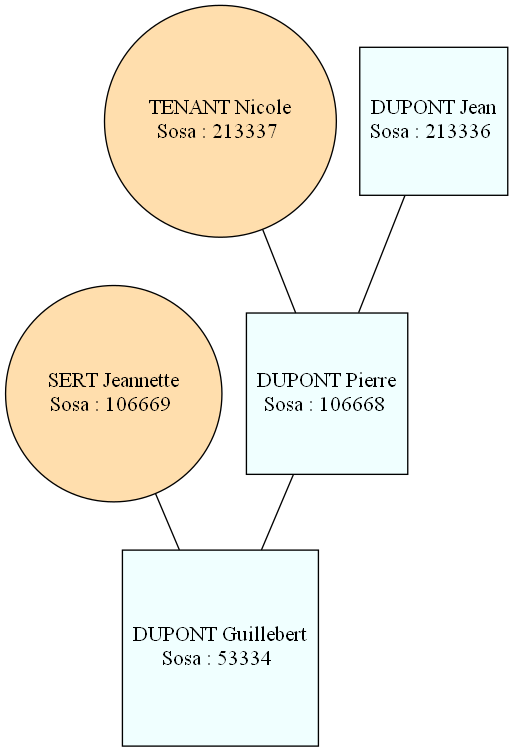 TENANT Nicole
Sosa : 213337
DUPONT Jean
Sosa : 213336
SERT Jeannette
Sosa : 106669
DUPONT Pierre
Sosa : 106668
DUPONT Guillebert
Sosa : 53334